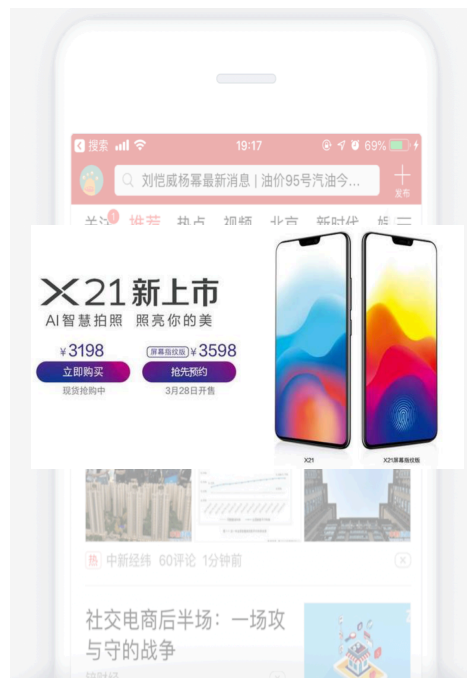 搜索
19:17
69%
刘恺威杨幂最新消息 | 油价95号汽油今...
发布
1
推荐 热点 视频 北京 新时代
X21新上市
AI智慧拍照 照亮你的美
¥3198
屏幕指纹版 ¥3598
立即购买
抢先预约
现货抢购中
3月28日开售
X21
X21屏幕指纹版
热 中新经纬 60评论 1分钟前
社交电商后半场：一场攻
与守的战争